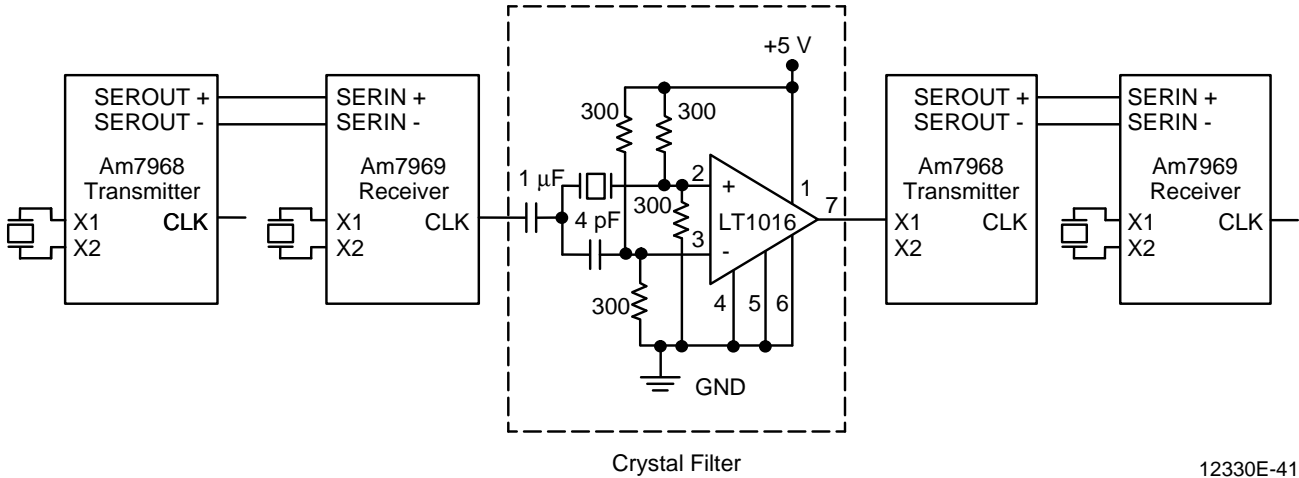 +5 V
SEROUT +
SEROUT -
Am7968
Transmitter
X1
X2
CLK
SERIN +
SERIN -
Am7969
Receiver
X1
X2
CLK
1 μF
4 pF
300
300
300
300
2
+
3
-
LT1016
1
7
4
5
6
GND
SEROUT +
SEROUT -
Am7968
Transmitter
X1
X2
CLK
SERIN +
SERIN -
Am7969
Receiver
X1
X2
CLK
Crystal Filter
12330E-41